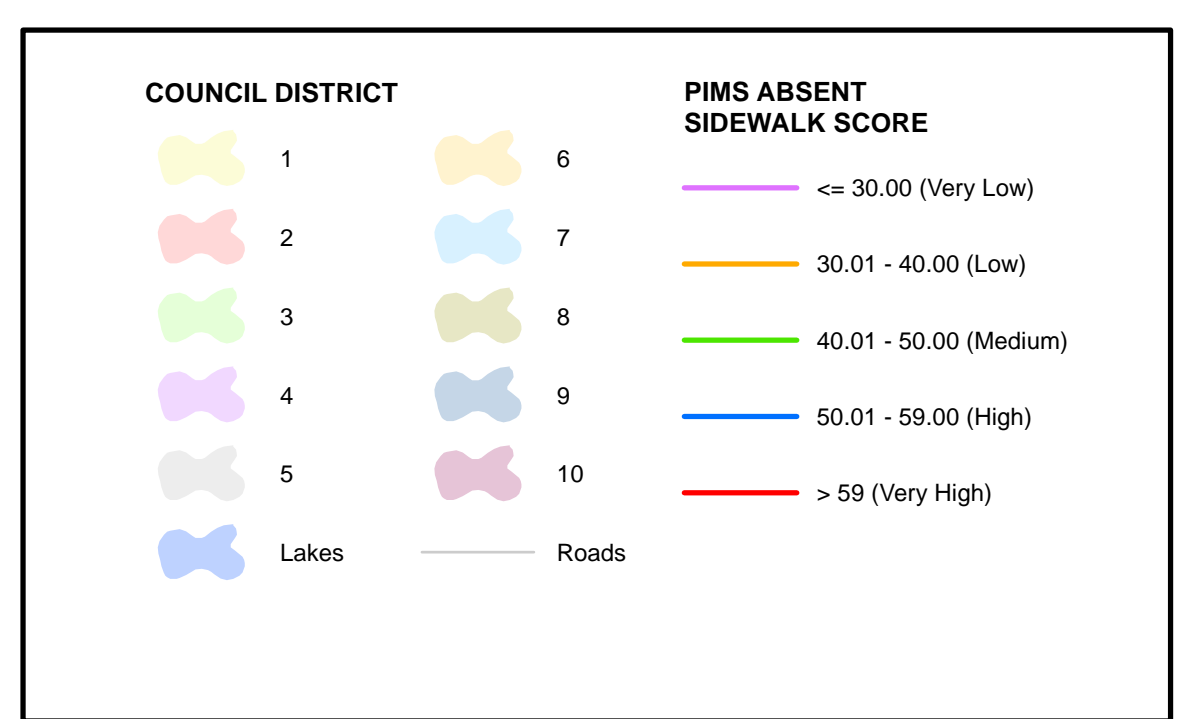 COUNCIL DISTRICT
1
2
3
4
5
Lakes
6
7
8
9
10
Roads
PIMS ABSENT
SIDEWALK SCORE
<= 30.00 (Very Low)
30.01 - 40.00 (Low)
40.01 - 50.00 (Medium)
50.01 - 59.00 (High)
> 59 (Very High)